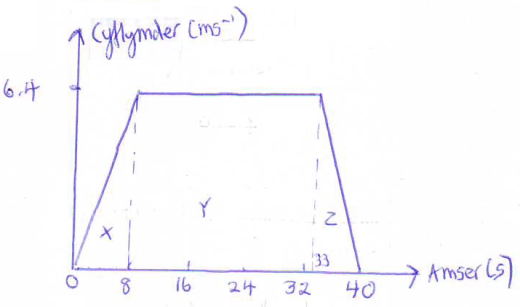 Cyflymder (ms⁻¹)
6.4
X
Y
Z
33
0 8 16 24 32 40
Amser (s)